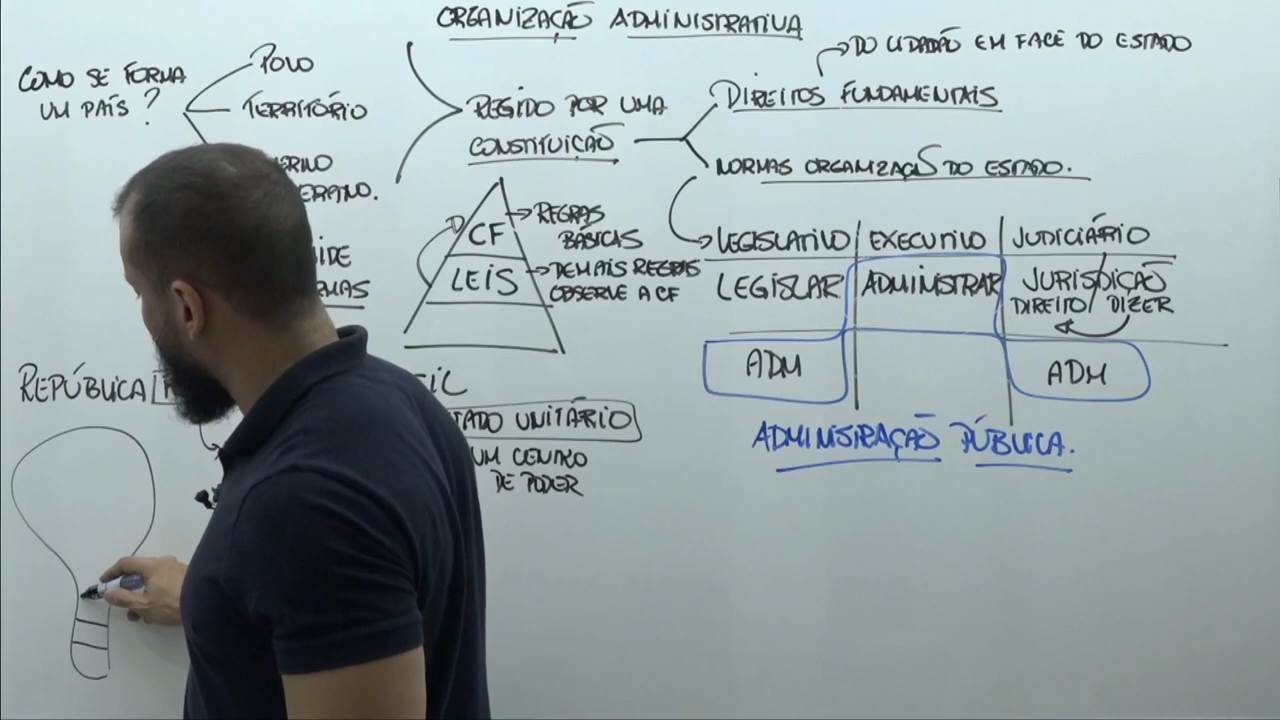 ORGANIZAÇÃO ADMINISTRATIVA
COMO SE FORMA
UM PAÍS?
POVO
TERRITÓRIO
REGIDO POR UMA
CONSTITUIÇÃO
DIREITOS FUNDAMENTAIS
DO CIDADÃO EM FACE DO ESTADO
NORMAS ORGANIZAÇÃO DO ESTADO.
CF
REGRAS
BÁSICAS
LEIS
DEMAIS REGRAS
OBSERVE A CF
LEGISLATIVO EXECUTIVO JUDICIÁRIO
LEGISLAR ADMINISTRAR JURISDIÇÃO
DIREITO / DIZER
ADM ADM
ADMINISTRAÇÃO PÚBLICA.
REPÚBLICA
UNITÁRIO
UM CENTRO
DE PODER